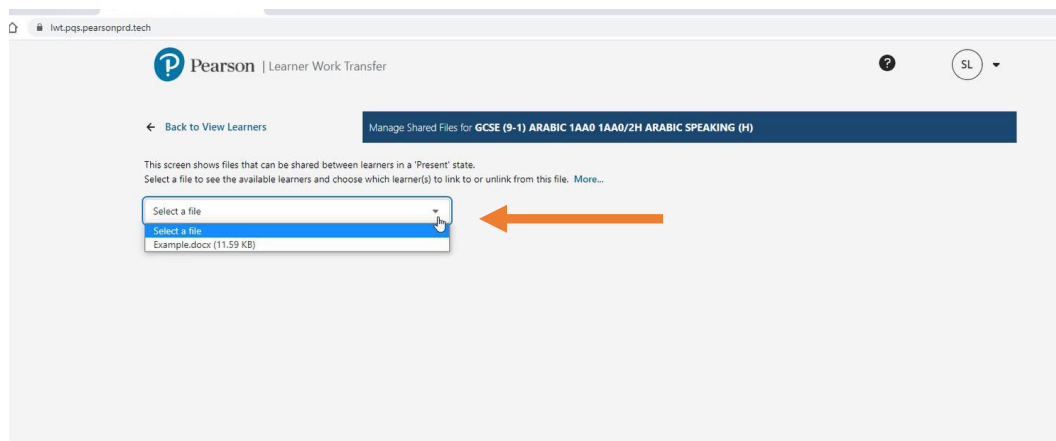 lwt.pqs.pearsonprd.tech
Pearson | Learner Work Transfer
?
SL
← Back to View Learners
Manage Shared Files for GCSE (9-1) ARABIC 1AA0 1AA0/2H ARABIC SPEAKING (H)
This screen shows files that can be shared between learners in a 'Present' state.
Select a file to see the available learners and choose which learner(s) to link to or unlink from this file. More...
Select a file
Select a file
Example.docx (11.59 KB)